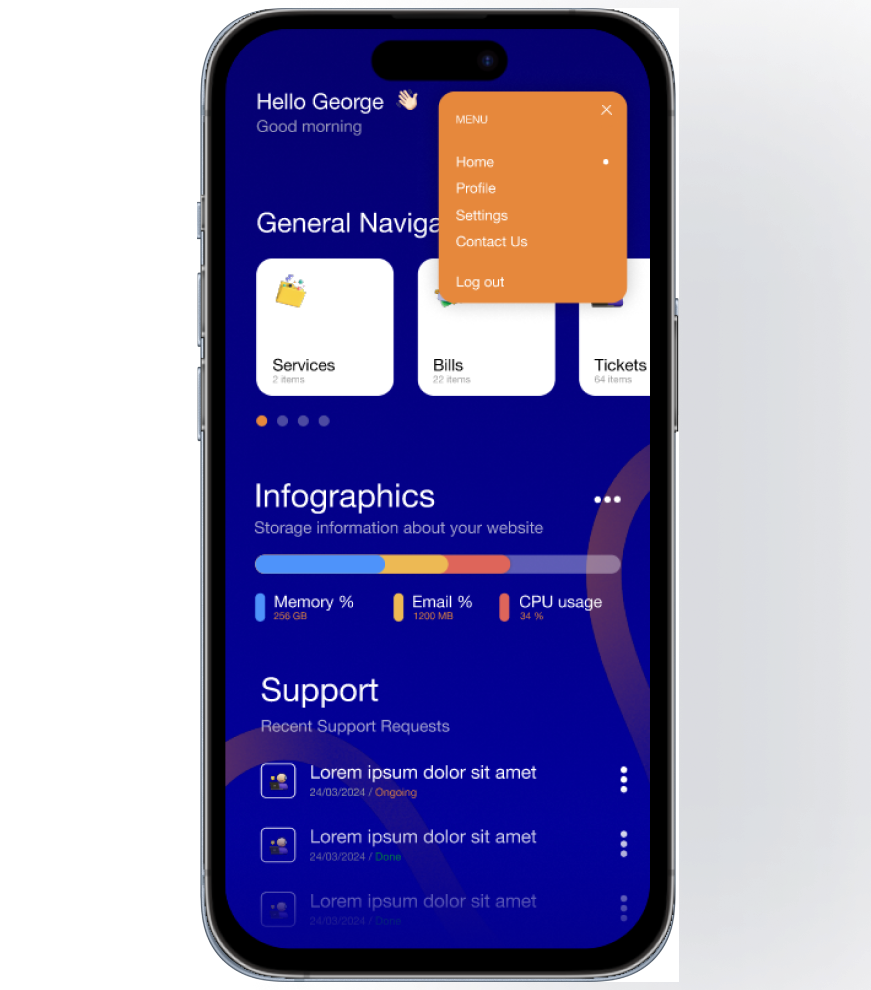 Hello George
Good morning
MENU
Home
Profile
Settings
Contact Us
Log out
General Naviga
Services
2 items
Bills
22 items
Tickets
64 items
Infographics
Storage information about your website
Memory %
256 GB
Email %
1200 MB
CPU usage
34 %
Support
Recent Support Requests
Lorem ipsum dolor sit amet
24/03/2024 / Ongoing
Lorem ipsum dolor sit amet
24/03/2024 / Done
Lorem ipsum dolor sit amet
24/03/2024 / Done